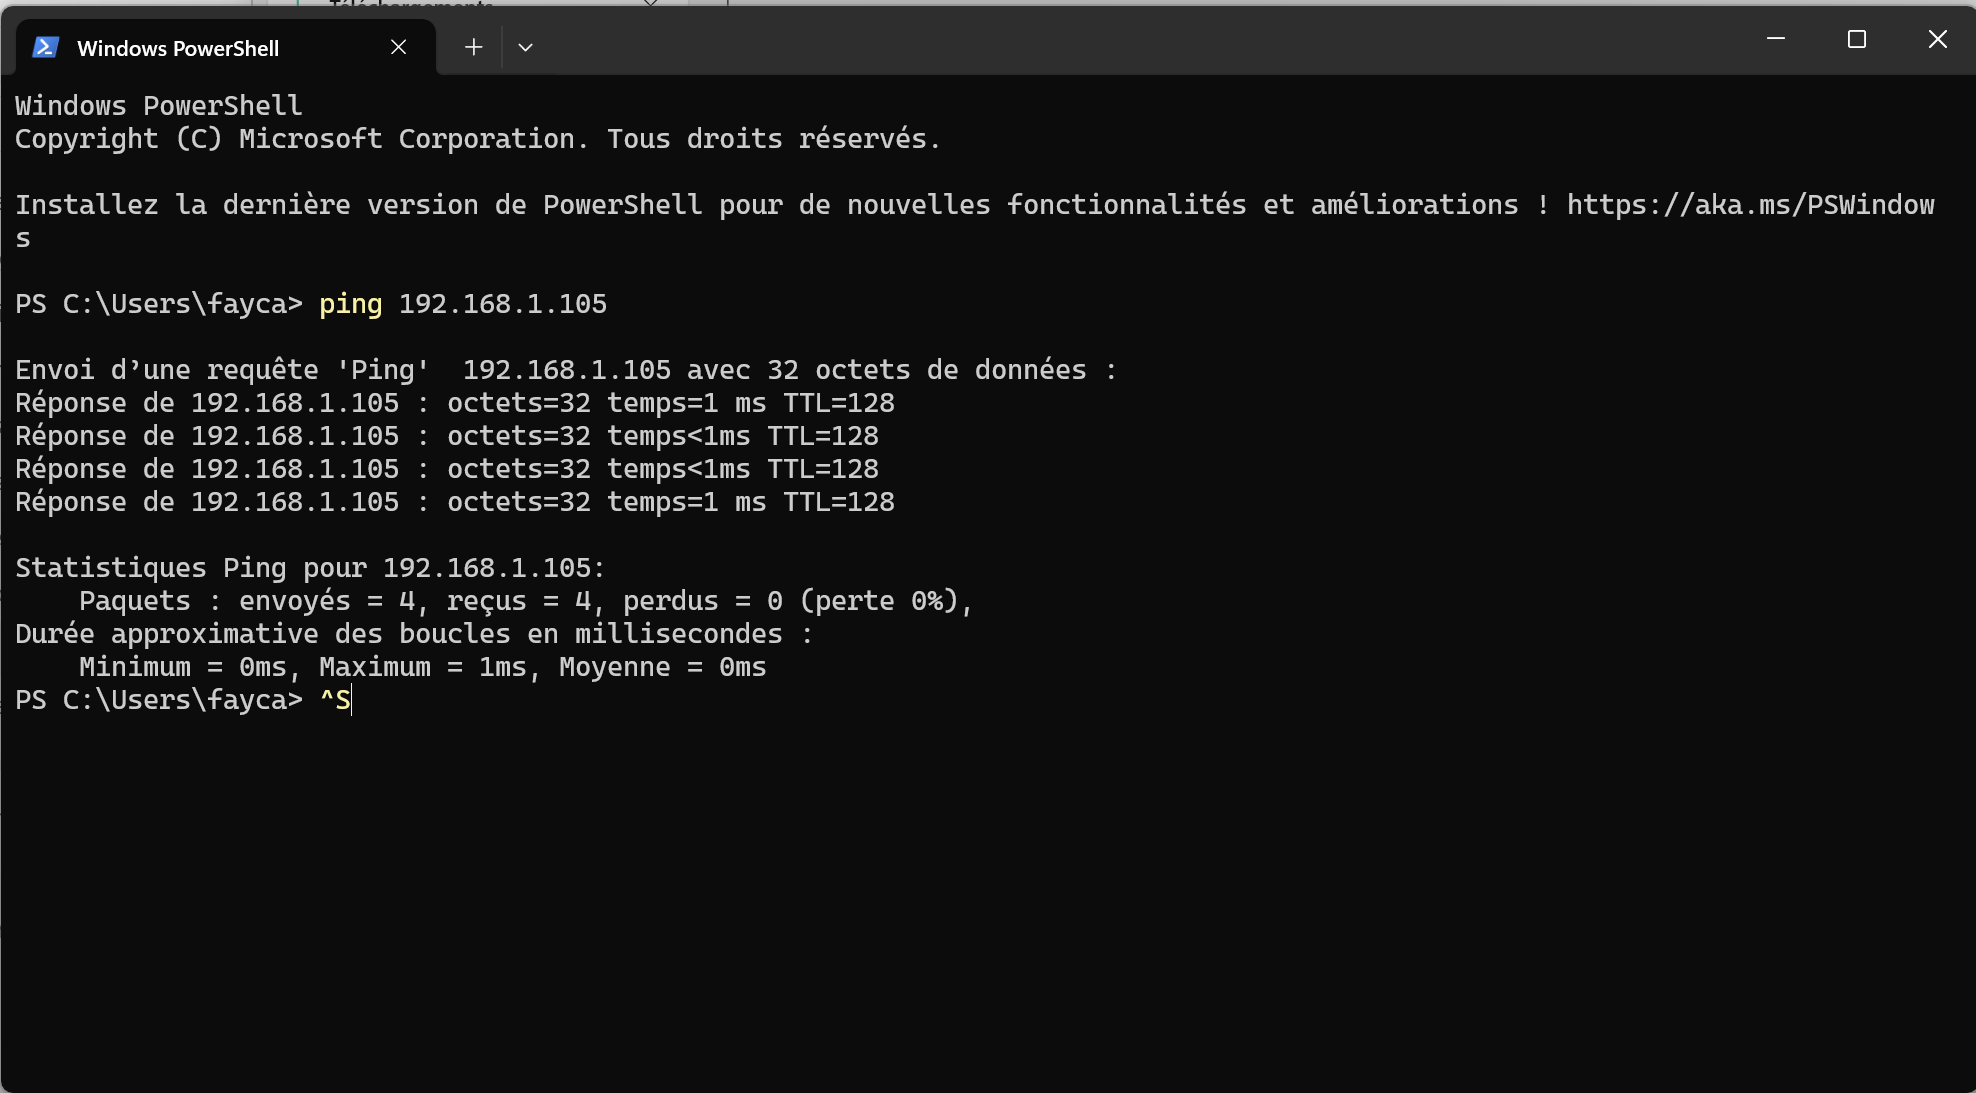 Téléchargements
Windows PowerShell
Windows PowerShell
Copyright (C) Microsoft Corporation. Tous droits réservés.
Installez la dernière version de PowerShell pour de nouvelles fonctionnalités et améliorations ! https://aka.ms/PSWindow
s
PS C:\Users\fayca> ping 192.168.1.105
Envoi d’une requête 'Ping'  192.168.1.105 avec 32 octets de données :
Réponse de 192.168.1.105 : octets=32 temps=1 ms TTL=128
Réponse de 192.168.1.105 : octets=32 temps<1ms TTL=128
Réponse de 192.168.1.105 : octets=32 temps<1ms TTL=128
Réponse de 192.168.1.105 : octets=32 temps=1 ms TTL=128
Statistiques Ping pour 192.168.1.105:
    Paquets : envoyés = 4, reçus = 4, perdus = 0 (perte 0%),
Durée approximative des boucles en millisecondes :
    Minimum = 0ms, Maximum = 1ms, Moyenne = 0ms
PS C:\Users\fayca> ^S